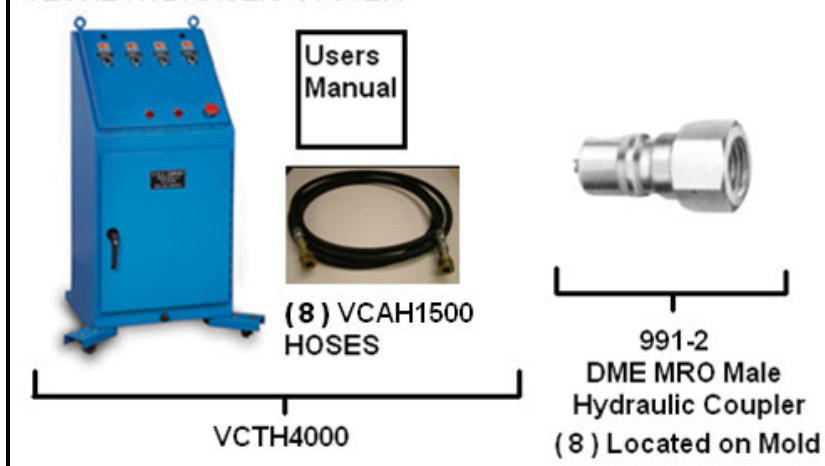 Users
Manual
(8) VCAH1500
HOSES
VCTH4000
991-2
DME MRO Male
Hydraulic Coupler
(8) Located on Mold